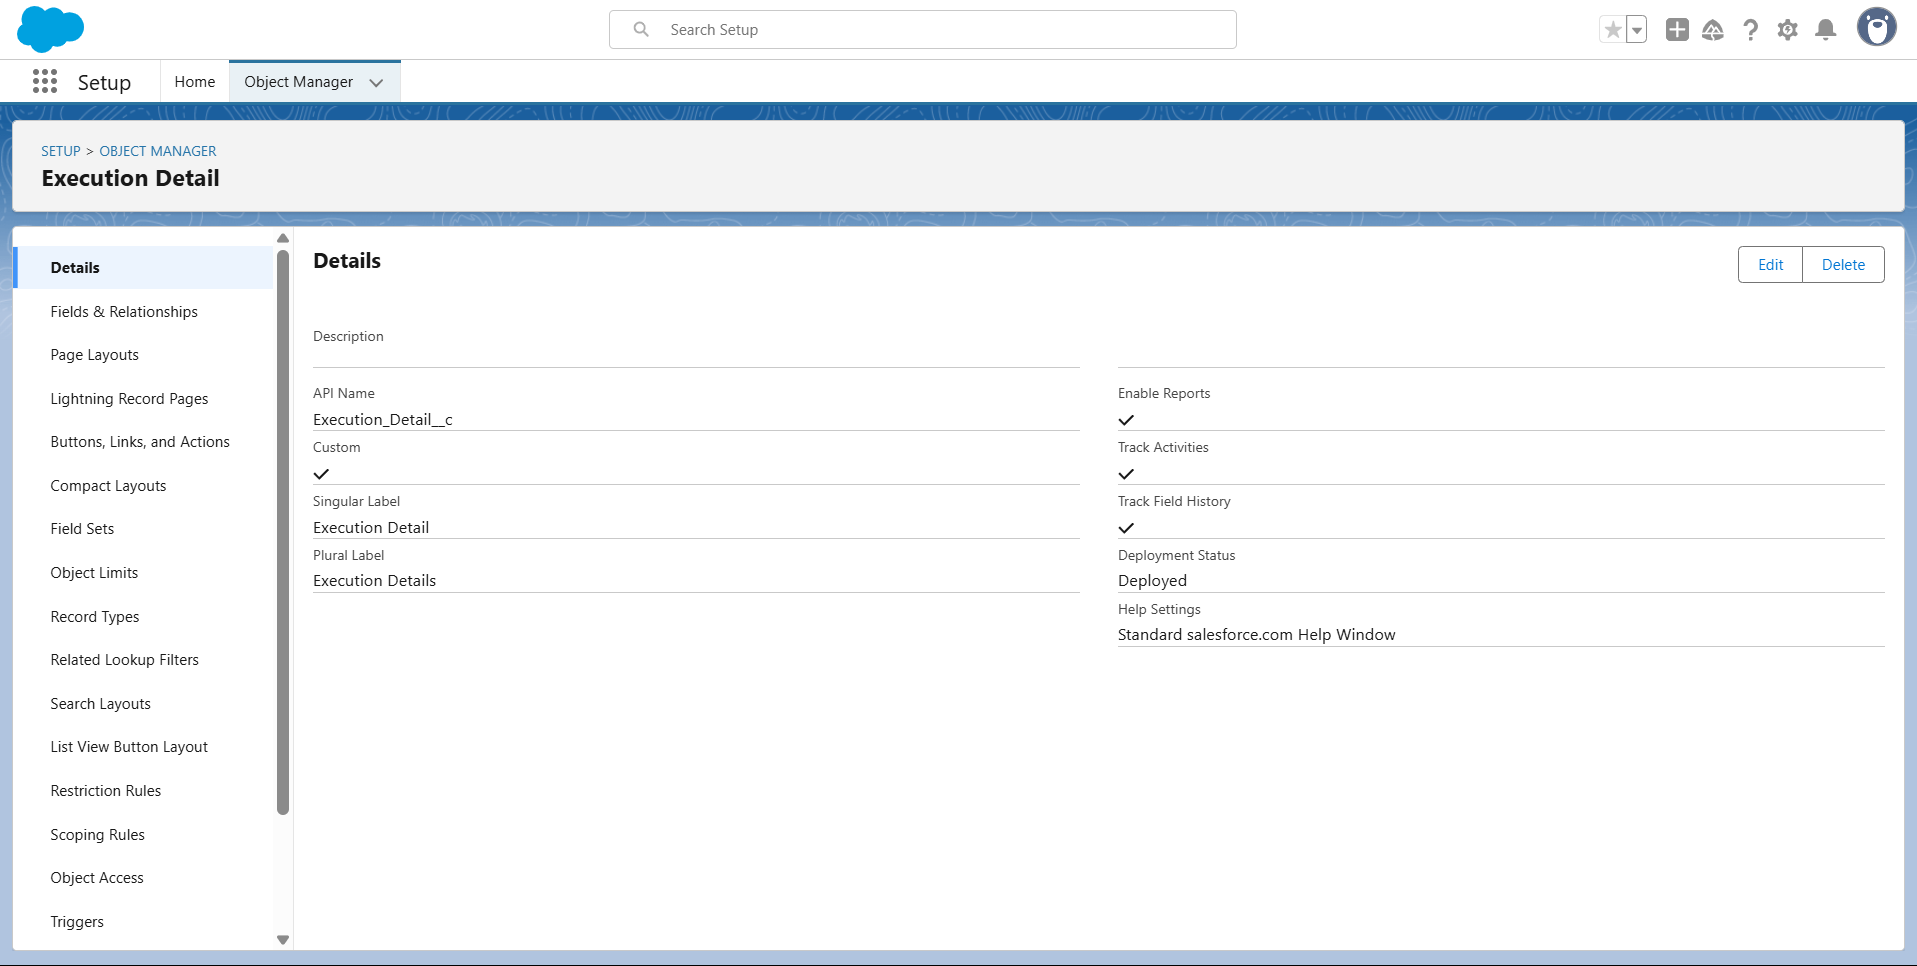 Search Setup
Setup
Home
Object Manager
SETUP > OBJECT MANAGER
Execution Detail
Details
Fields & Relationships
Page Layouts
Lightning Record Pages
Buttons, Links, and Actions
Compact Layouts
Field Sets
Object Limits
Record Types
Related Lookup Filters
Search Layouts
List View Button Layout
Restriction Rules
Scoping Rules
Object Access
Triggers
Details
Edit
Delete
Description
API Name
Execution_Detail__c
Custom
Singular Label
Execution Detail
Plural Label
Execution Details
Enable Reports
Track Activities
Track Field History
Deployment Status
Deployed
Help Settings
Standard salesforce.com Help Window